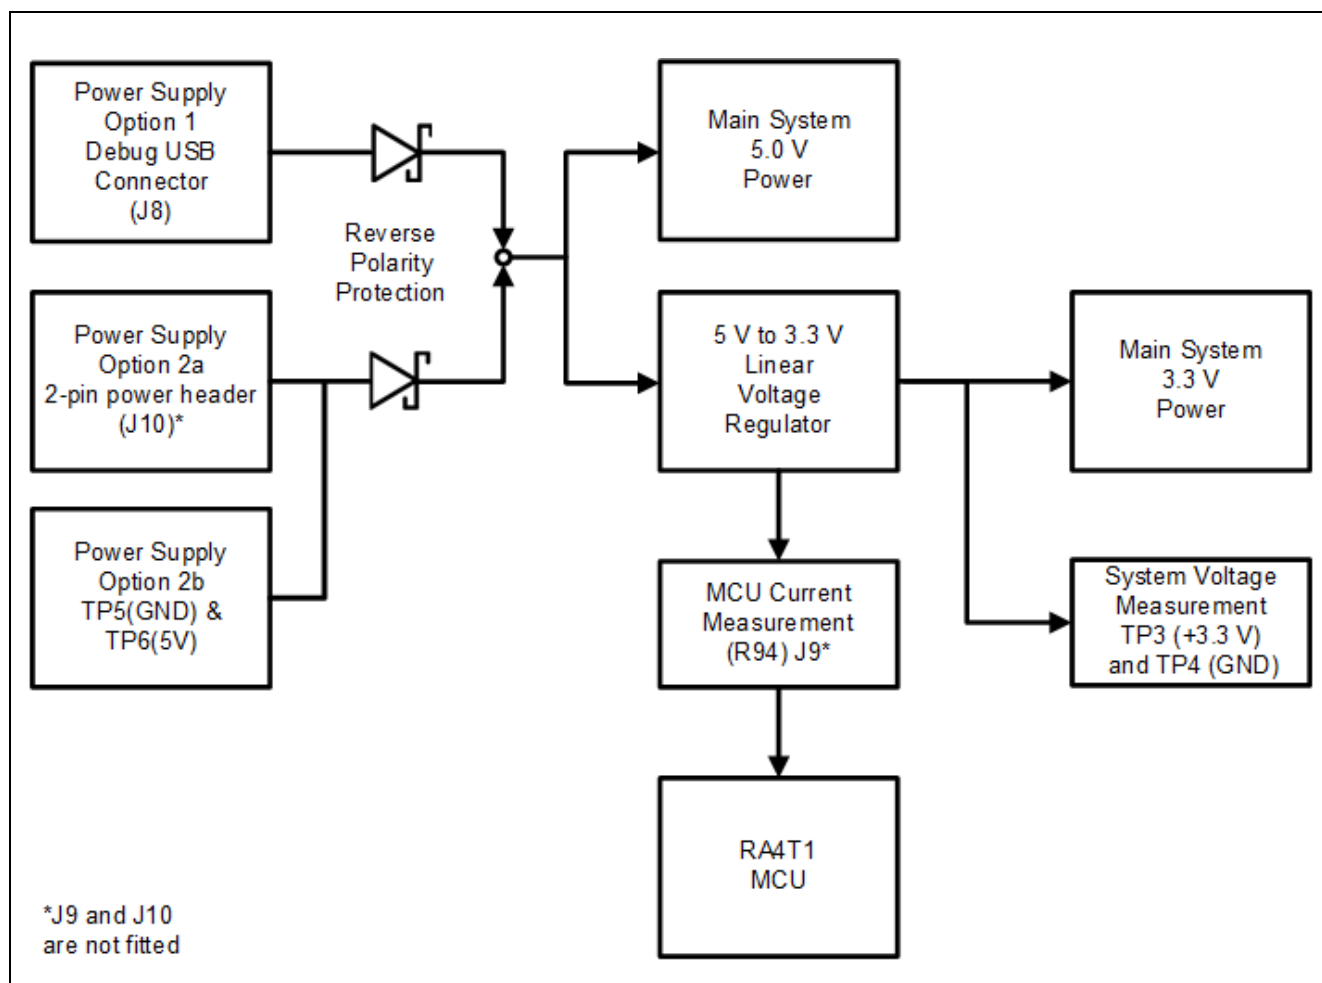 Power Supply
Option 1
Debug USB
Connector
(J8)
Reverse
Polarity
Protection
Power Supply
Option 2a
2-pin power header
(J10)*
Power Supply
Option 2b
TP5(GND) &
TP6(5V)
Main System
5.0 V
Power
5 V to 3.3 V
Linear
Voltage
Regulator
Main System
3.3 V
Power
MCU Current
Measurement
(R94) J9*
System Voltage
Measurement
TP3 (+3.3 V)
and TP4 (GND)
RA4T1
MCU
*J9 and J10
are not fitted